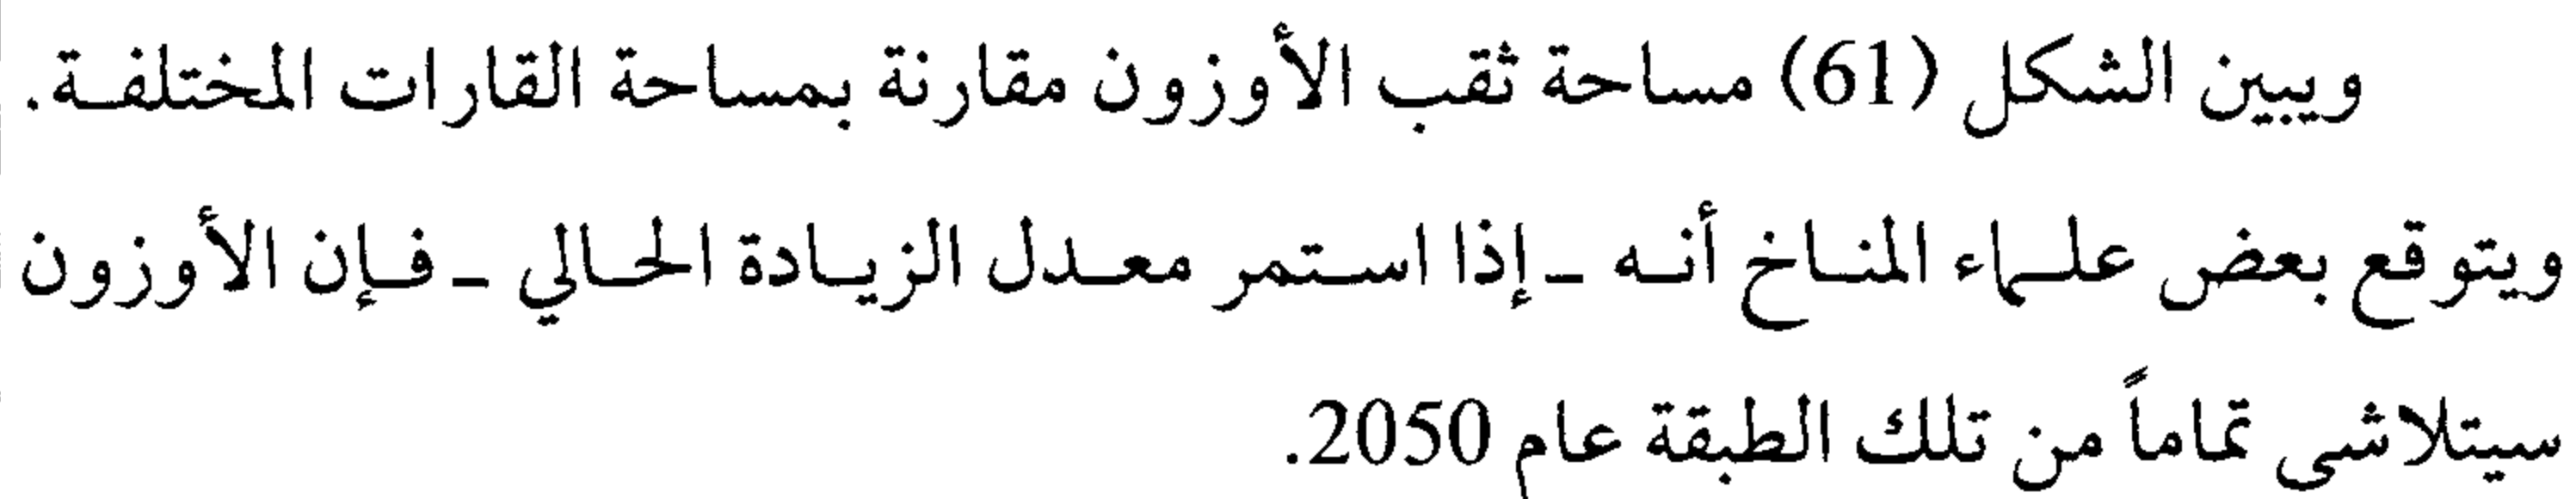 ويبين الشكل (61) مساحة ثقب الأوزون مقارنة بمساحة القارات المختلفة.
ويتوقع بعض علماء المناخ أنه - إذا استمر معدل الزيادة الحالي - فإن الأوزون
سيتلاشى تماماً من تلك الطبقة عام 2050.